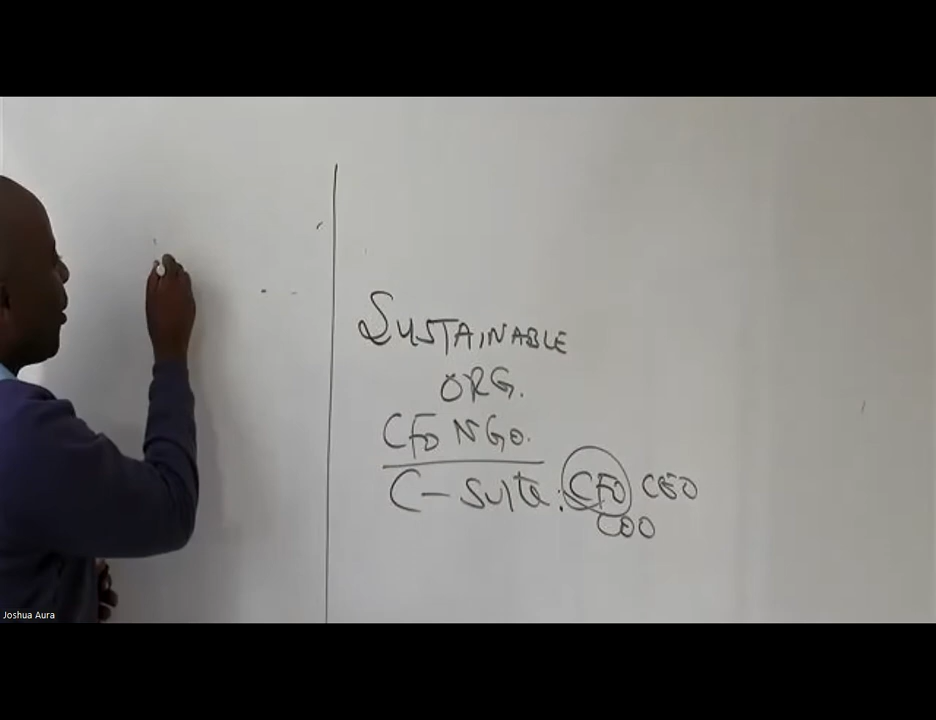 SUSTAINABLE
ORG.
CFO NGO.
C-SUITE: CFO CEO
COO
Joshua Aura